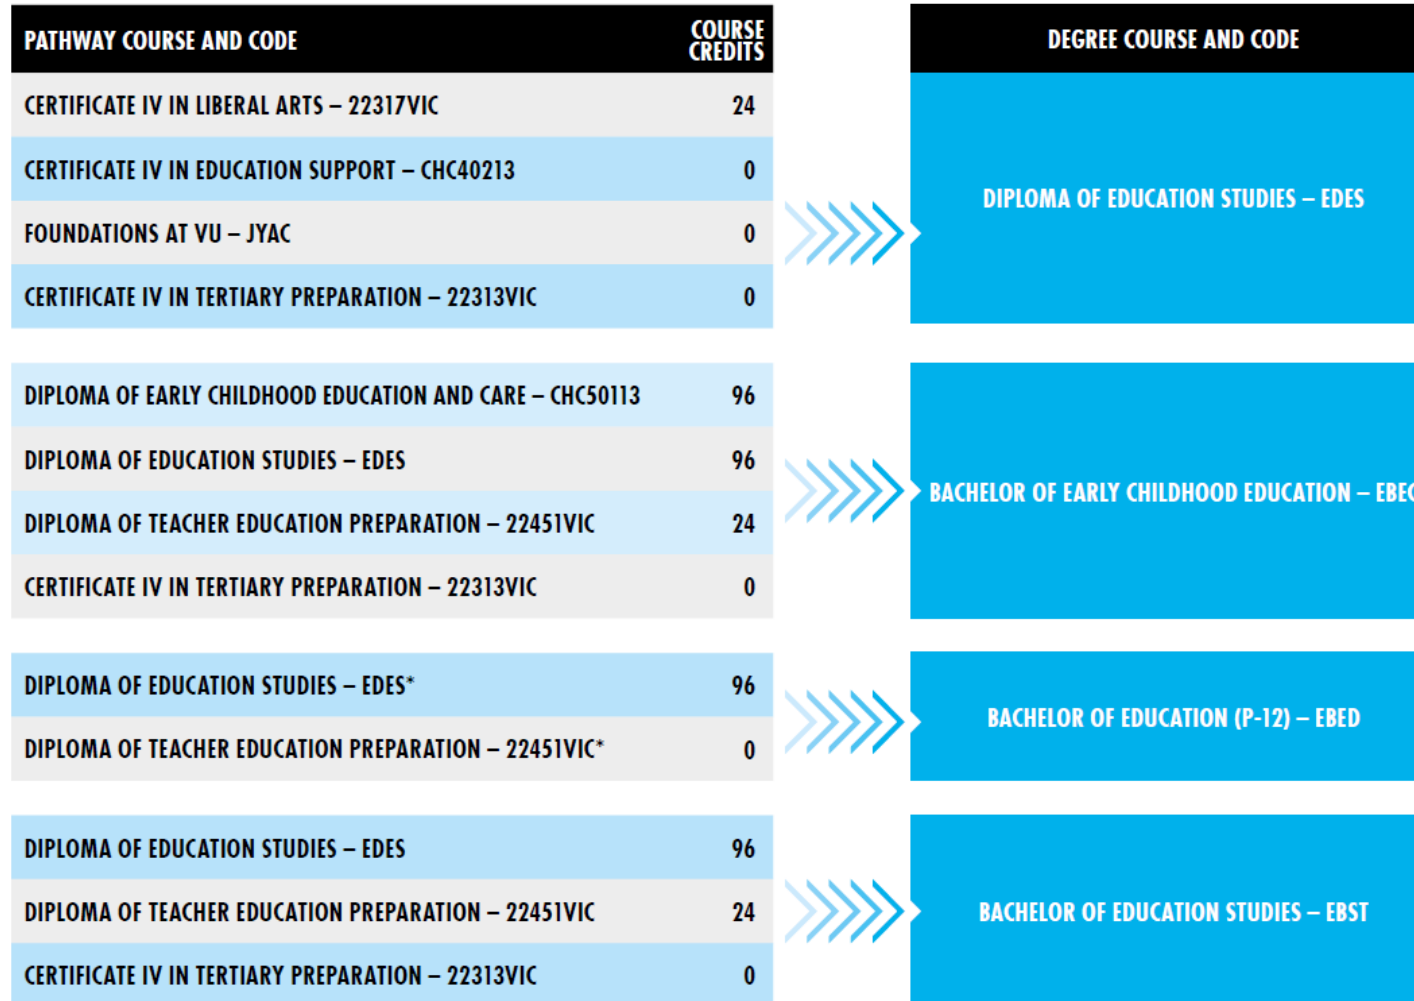 PATHWAY COURSE AND CODE
COURSE
CREDITS
DEGREE COURSE AND CODE
CERTIFICATE IV IN LIBERAL ARTS – 22317VIC 24
CERTIFICATE IV IN EDUCATION SUPPORT – CHC40213 0
FOUNDATIONS AT VU – JYAC 0
CERTIFICATE IV IN TERTIARY PREPARATION – 22313VIC 0
DIPLOMA OF EDUCATION STUDIES – EDES
DIPLOMA OF EARLY CHILDHOOD EDUCATION AND CARE – CHC50113 96
DIPLOMA OF EDUCATION STUDIES – EDES 96
DIPLOMA OF TEACHER EDUCATION PREPARATION – 22451VIC 24
CERTIFICATE IV IN TERTIARY PREPARATION – 22313VIC 0
BACHELOR OF EARLY CHILDHOOD EDUCATION – EBEC
DIPLOMA OF EDUCATION STUDIES – EDES* 96
DIPLOMA OF TEACHER EDUCATION PREPARATION – 22451VIC* 0
BACHELOR OF EDUCATION (P-12) – EBED
DIPLOMA OF EDUCATION STUDIES – EDES 96
DIPLOMA OF TEACHER EDUCATION PREPARATION – 22451VIC 24
CERTIFICATE IV IN TERTIARY PREPARATION – 22313VIC 0
BACHELOR OF EDUCATION STUDIES – EBST